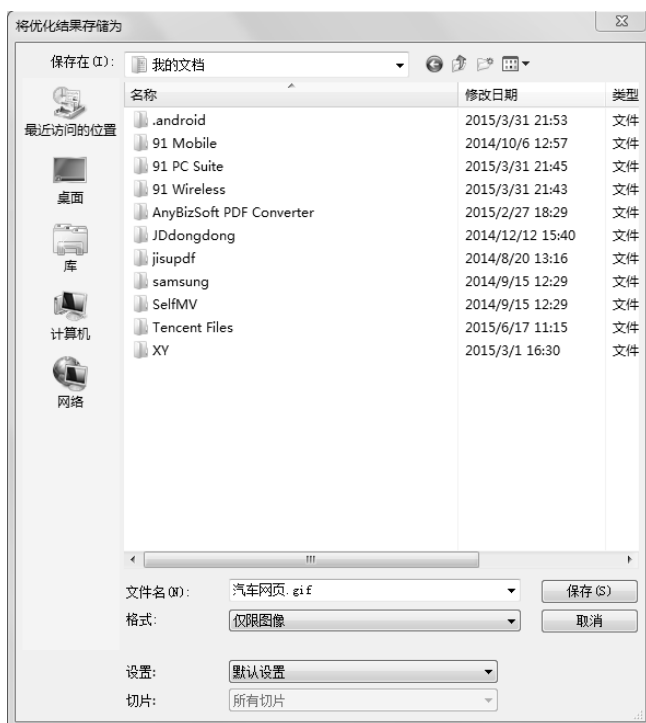 将优化结果存储为
保存在(I):
我的文档
最近访问的位置
桌面
库
计算机
网络
名称 修改日期 类型
.android 2015/3/31 21:53 文件
91 Mobile 2014/10/6 12:57 文件
91 PC Suite 2015/3/31 21:45 文件
91 Wireless 2015/3/31 21:43 文件
AnyBizSoft PDF Converter 2015/2/27 18:29 文件
JDdongdong 2014/12/12 15:40 文件
jisupdf 2014/8/20 13:16 文件
samsung 2014/9/15 12:29 文件
SelfMV 2014/9/15 12:29 文件
Tencent Files 2015/6/17 11:15 文件
XY 2015/3/1 16:30 文件
文件名(N): 汽车网页.gif 保存(S)
格式: 仅限图像 取消
设置: 默认设置
切片: 所有切片